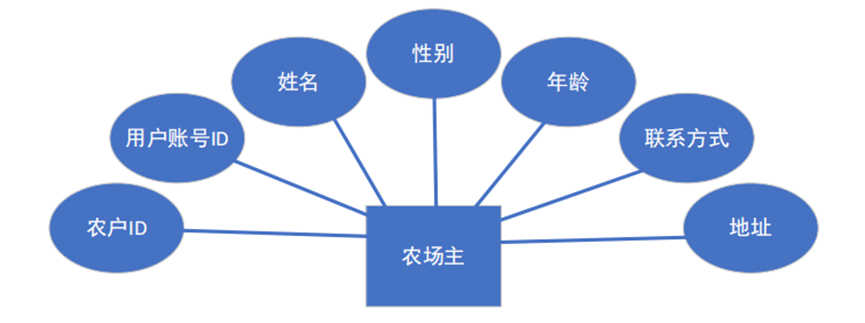 性别
姓名
年龄
用户账号ID
联系方式
农户ID
地址
农场主